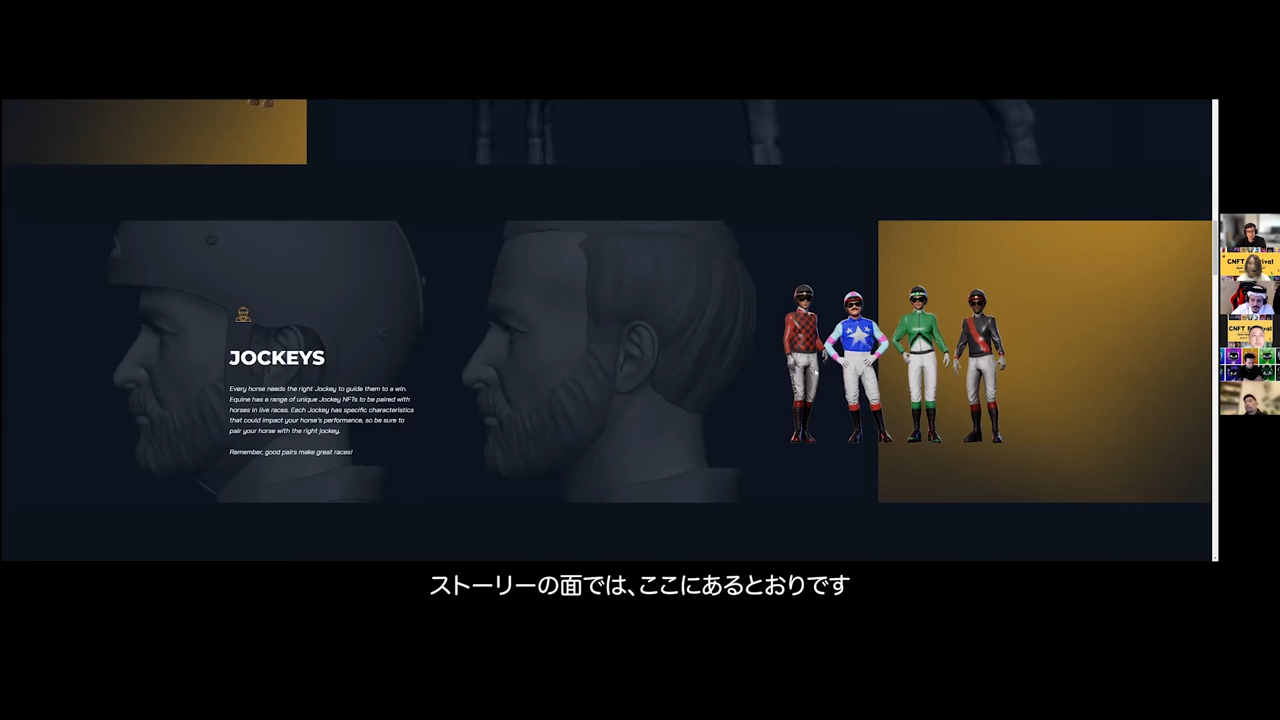 JOCKEYS
Every horse needs the right Jockey to guide them to a win.
Equine has a range of unique Jockey NFTs to be paired with
horses in live races. Each Jockey has specific characteristics
that could impact your horse's performance, so be sure to
pair your horse with the right jockey.
Remember, good pairs make great races!
CNFT
CNFT
ストーリーの面では、ここにあるとおりです